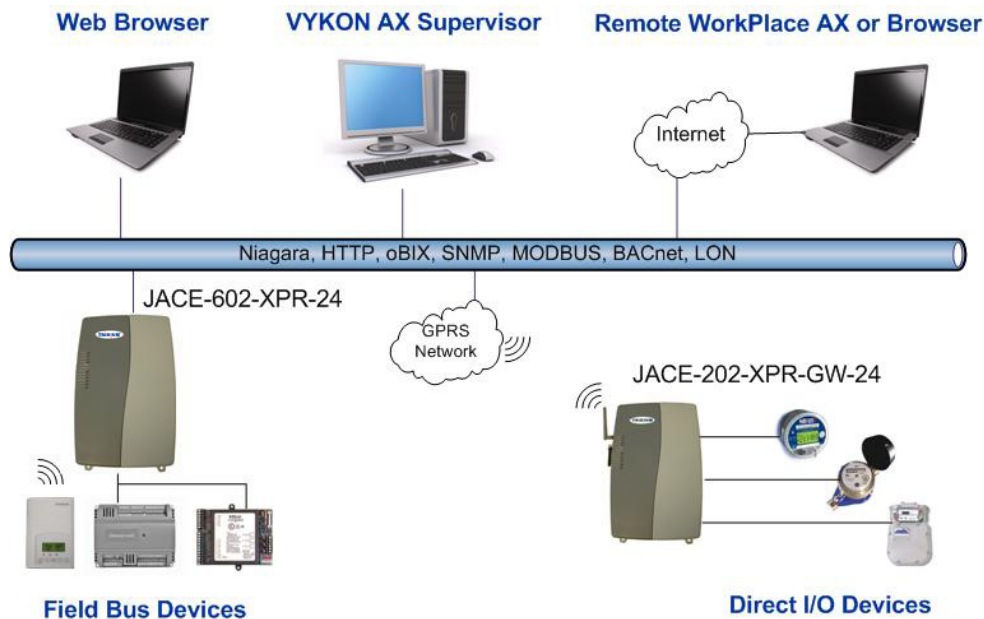 Web Browser
VYKON AX Supervisor
Remote WorkPlace AX or Browser
Internet
Niagara, HTTP, oBIX, SNMP, MODBUS, BACnet, LON
JACE-602-XPR-24
GPRS
Network
JACE-202-XPR-GW-24
Field Bus Devices
Direct I/O Devices